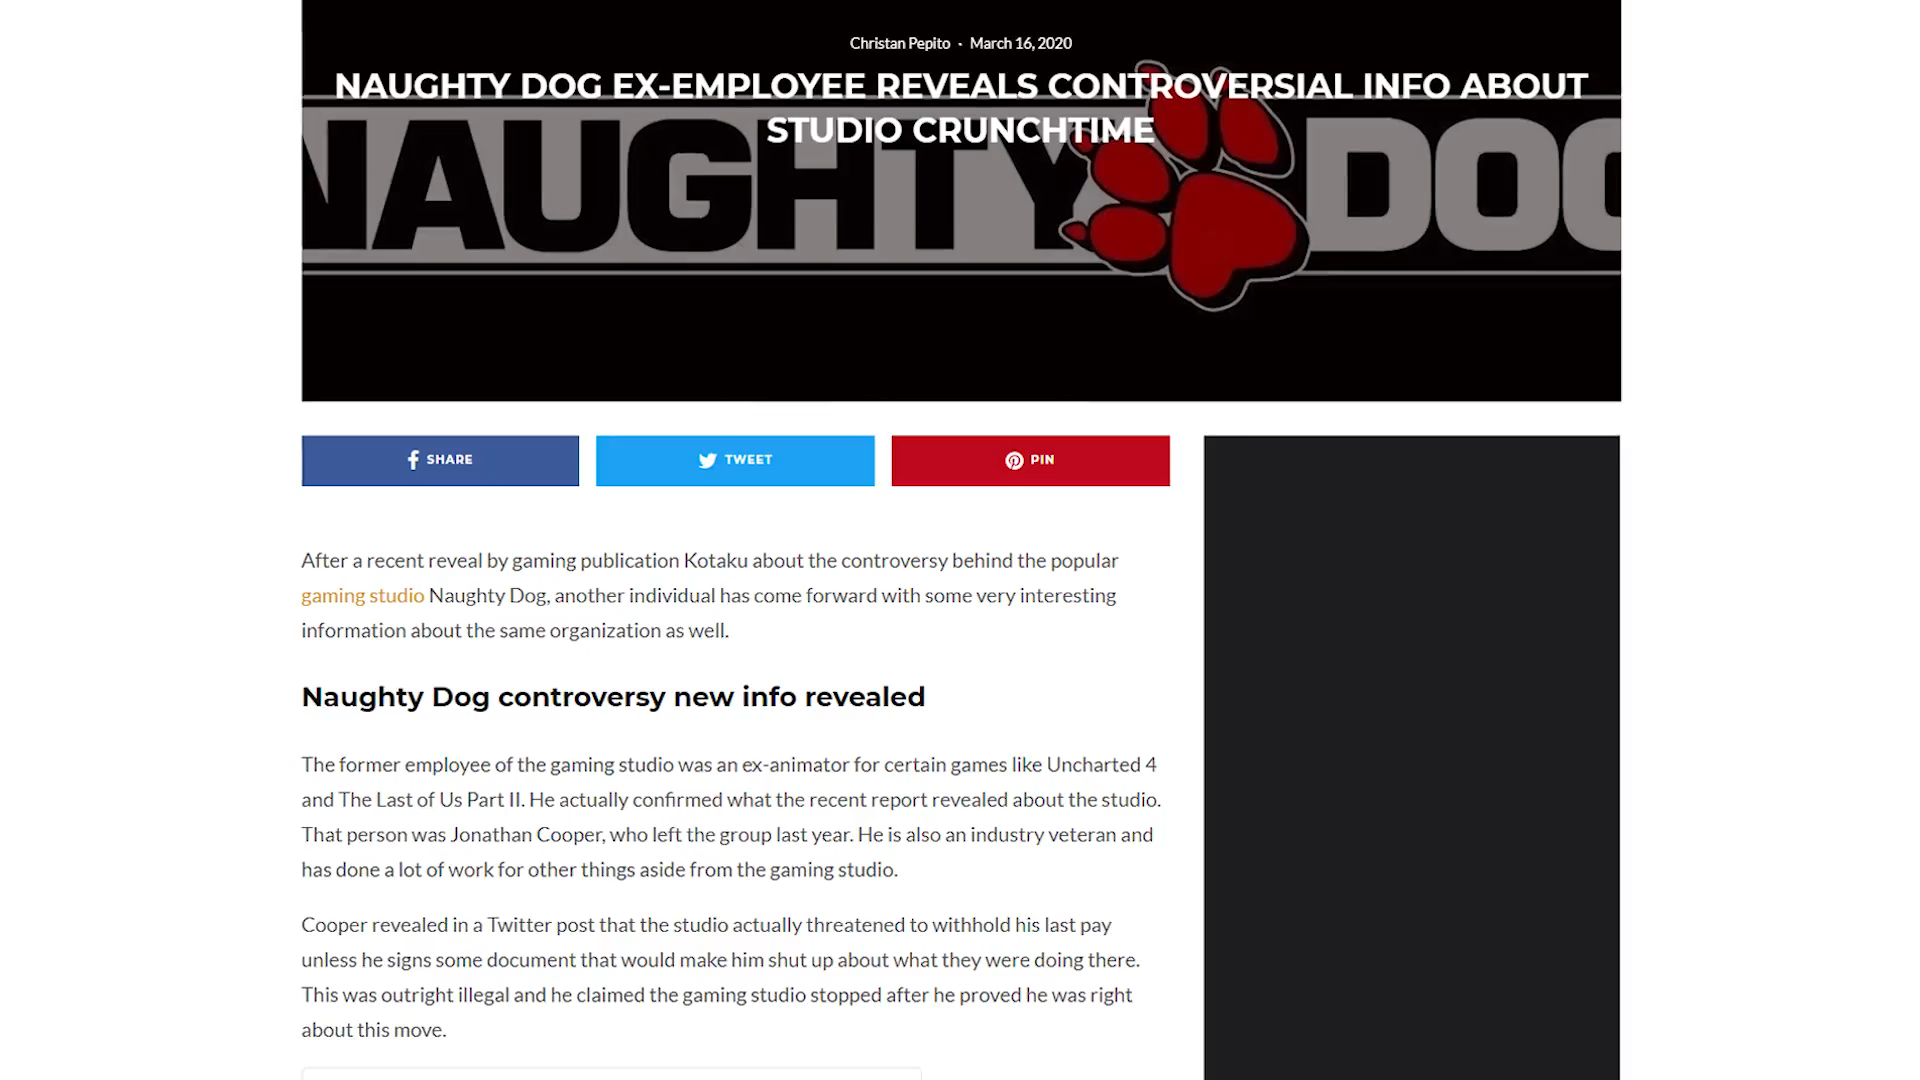 Christan Pepito · March 16, 2020
NAUGHTY DOG EX-EMPLOYEE REVEALS CONTROVERSIAL INFO ABOUT
STUDIO CRUNCHTIME
NAUGHTY DOG
SHARE
TWEET
PIN
After a recent reveal by gaming publication Kotaku about the controversy behind the popular
gaming studio Naughty Dog, another individual has come forward with some very interesting
information about the same organization as well.
Naughty Dog controversy new info revealed
The former employee of the gaming studio was an ex-animator for certain games like Uncharted 4
and The Last of Us Part II. He actually confirmed what the recent report revealed about the studio.
That person was Jonathan Cooper, who left the group last year. He is also an industry veteran and
has done a lot of work for other things aside from the gaming studio.
Cooper revealed in a Twitter post that the studio actually threatened to withhold his last pay
unless he signs some document that would make him shut up about what they were doing there.
This was outright illegal and he claimed the gaming studio stopped after he proved he was right
about this move.